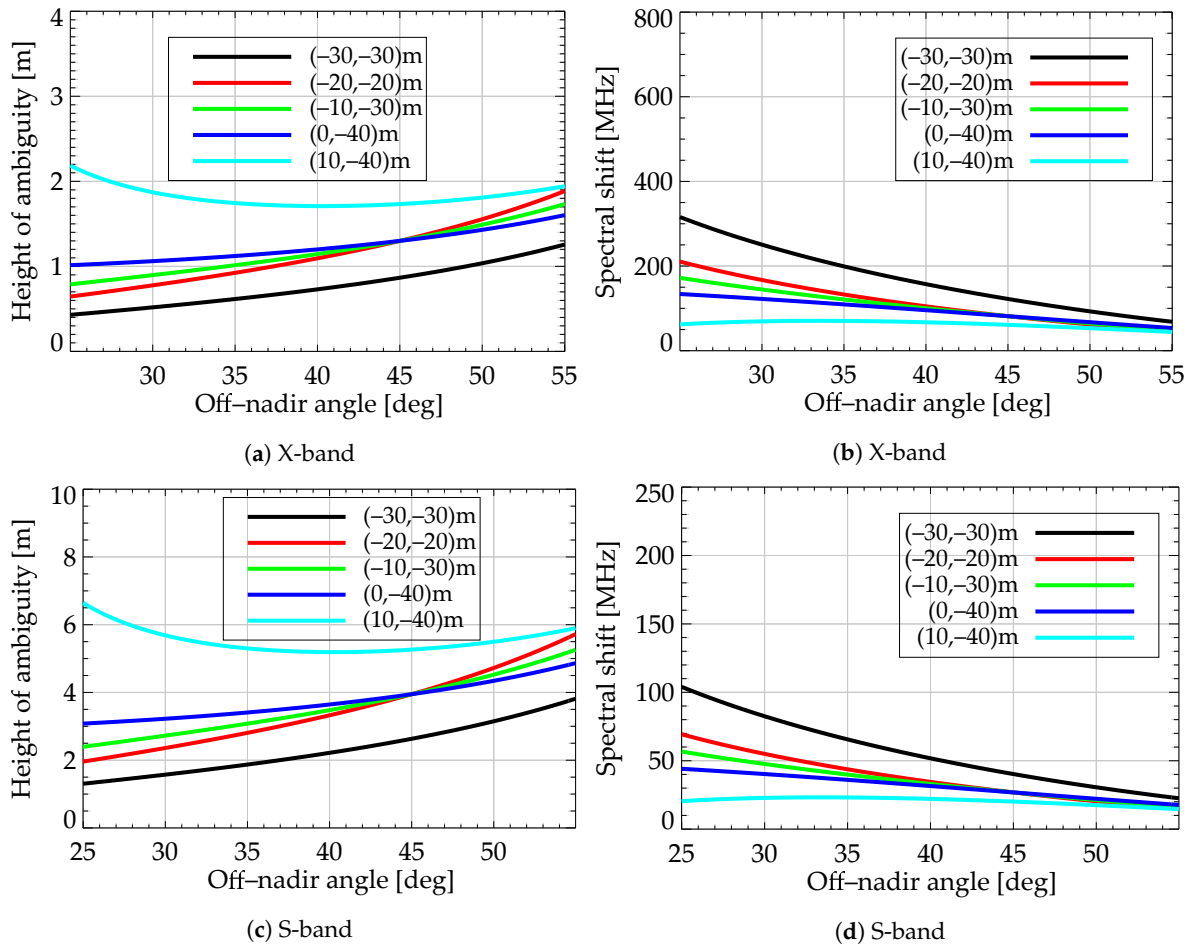 Height of ambiguity [m]
4
3
2
1
0
(–30,–30)m
(–20,–20)m
(–10,–30)m
(0,–40)m
(10,–40)m
30 35 40 45 50 55
Off–nadir angle [deg]
(a) X-band
Spectral shift [MHz]
800
600
400
200
0
(–30,–30)m
(–20,–20)m
(–10,–30)m
(0,–40)m
(10,–40)m
30 35 40 45 50 55
Off–nadir angle [deg]
(b) X-band
Height of ambiguity [m]
10
8
6
4
2
0
(–30,–30)m
(–20,–20)m
(–10,–30)m
(0,–40)m
(10,–40)m
25 30 35 40 45 50
Off–nadir angle [deg]
(c) S-band
Spectral shift [MHz]
250
200
150
100
50
0
(–30,–30)m
(–20,–20)m
(–10,–30)m
(0,–40)m
(10,–40)m
25 30 35 40 45 50
Off–nadir angle [deg]
(d) S-band